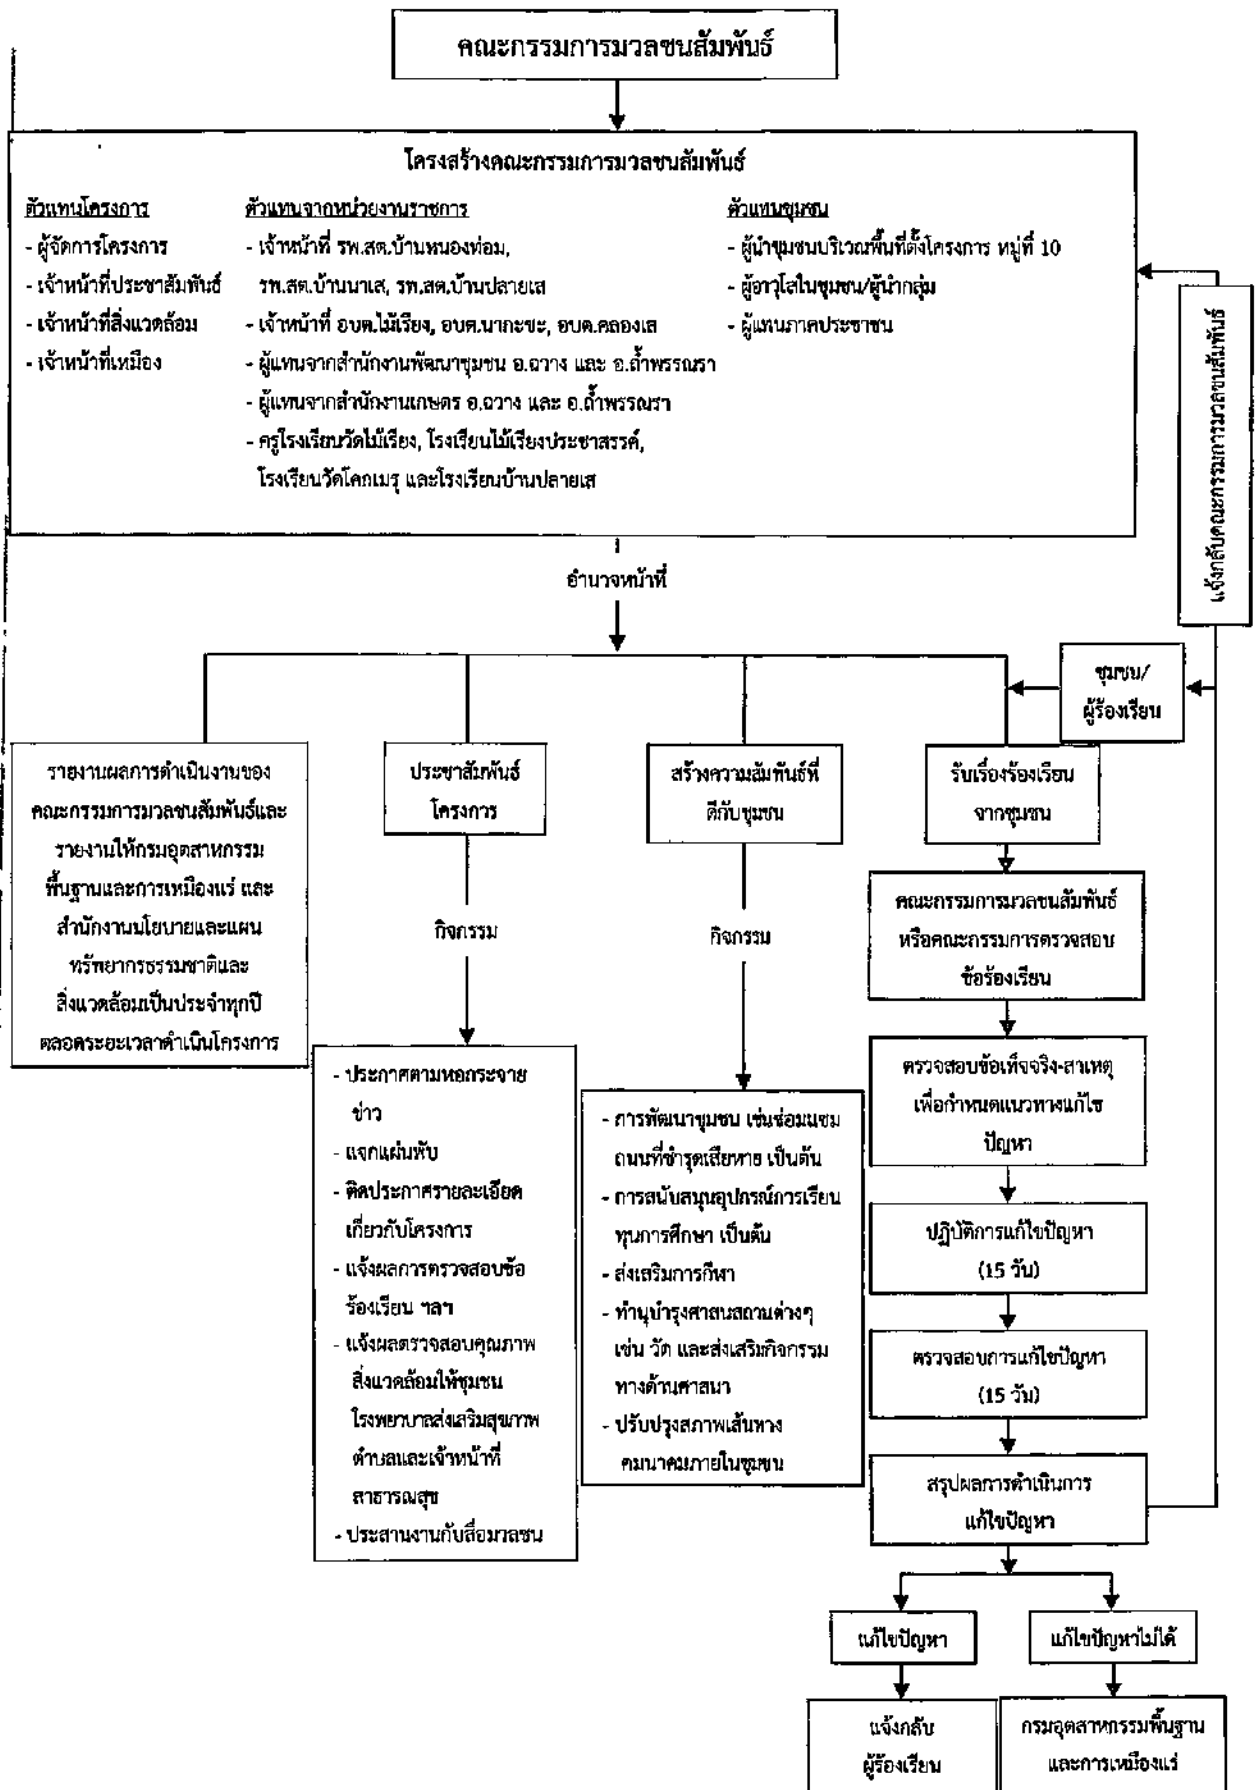 คณะกรรมการมวลชนสัมพันธ์
โครงสร้างคณะกรรมการมวลชนสัมพันธ์
ตัวแทนโครงการ
- ผู้จัดการโครงการ
- เจ้าหน้าที่ประชาสัมพันธ์
- เจ้าหน้าที่สิ่งแวดล้อม
- เจ้าหน้าที่เหมือง
ตัวแทนจากหน่วยงานราชการ
- เจ้าหน้าที่ รพ.สต.บ้านหนองท่อม,
รพ.สต.บ้านนาเส, รพ.สต.บ้านปลายเส
- เจ้าหน้าที่ อบต.ไม้เรียง, อบต.นากะชะ, อบต.คลองเส
- ผู้แทนจากสำนักงานพัฒนาชุมชน อ.ฉวาง และ อ.ถ้ำพรรณรา
- ผู้แทนจากสำนักงานเกษตร อ.ฉวาง และ อ.ถ้ำพรรณรา
- ครูโรงเรียนวัดไม้เรียง, โรงเรียนไม้เรียงประชาสรรค์,
โรงเรียนวัดโคกเมรุ และโรงเรียนบ้านปลายเส
ตัวแทนชุมชน
- ผู้นำชุมชนบริเวณพื้นที่ตั้งโครงการ หมู่ที่ 10
- ผู้อาวุโสในชุมชน/ผู้นำกลุ่ม
- ผู้แทนภาคประชาชน
แจ้งกลับคณะกรรมการมวลชนสัมพันธ์
อำนาจหน้าที่
ชุมชน/
ผู้ร้องเรียน
รายงานผลการดำเนินงานของ
คณะกรรมการมวลชนสัมพันธ์และ
รายงานให้กรมอุตสาหกรรม
พื้นฐานและการเหมืองแร่ และ
สำนักงานนโยบายและแผน
ทรัพยากรธรรมชาติและ
สิ่งแวดล้อมเป็นประจำทุกปี
ตลอดระยะเวลาดำเนินโครงการ
ประชาสัมพันธ์
โครงการ
กิจกรรม
- ประกาศตามหอกระจาย
ข่าว
- แจกแผ่นพับ
- ติดประกาศรายละเอียด
เกี่ยวกับโครงการ
- แจ้งผลการตรวจสอบข้อ
ร้องเรียน ฯลฯ
- แจ้งผลตรวจสอบคุณภาพ
สิ่งแวดล้อมให้ชุมชน
โรงพยาบาลส่งเสริมสุขภาพ
ตำบลและเจ้าหน้าที่
สาธารณสุข
- ประสานงานกับสื่อมวลชน
สร้างความสัมพันธ์ที่
ดีกับชุมชน
กิจกรรม
- การพัฒนาชุมชน เช่นซ่อมแซม
ถนนที่ชำรุดเสียหาย เป็นต้น
- การสนับสนุนอุปกรณ์การเรียน
ทุนการศึกษา เป็นต้น
- ส่งเสริมการกีฬา
- ทำนุบำรุงศาสนสถานต่างๆ
เช่น วัด และส่งเสริมกิจกรรม
ทางด้านศาสนา
- ปรับปรุงสภาพเส้นทาง
คมนาคมภายในชุมชน
รับเรื่องร้องเรียน
จากชุมชน
คณะกรรมการมวลชนสัมพันธ์
หรือคณะกรรมการตรวจสอบ
ข้อร้องเรียน
ตรวจสอบข้อเท็จจริง-สาเหตุ
เพื่อกำหนดแนวทางแก้ไข
ปัญหา
ปฏิบัติการแก้ไขปัญหา
(15 วัน)
ตรวจสอบการแก้ไขปัญหา
(15 วัน)
สรุปผลการดำเนินการ
แก้ไขปัญหา
แก้ไขปัญหา
แก้ไขปัญหาไม่ได้
แจ้งกลับ
ผู้ร้องเรียน
กรมอุตสาหกรรมพื้นฐาน
และการเหมืองแร่